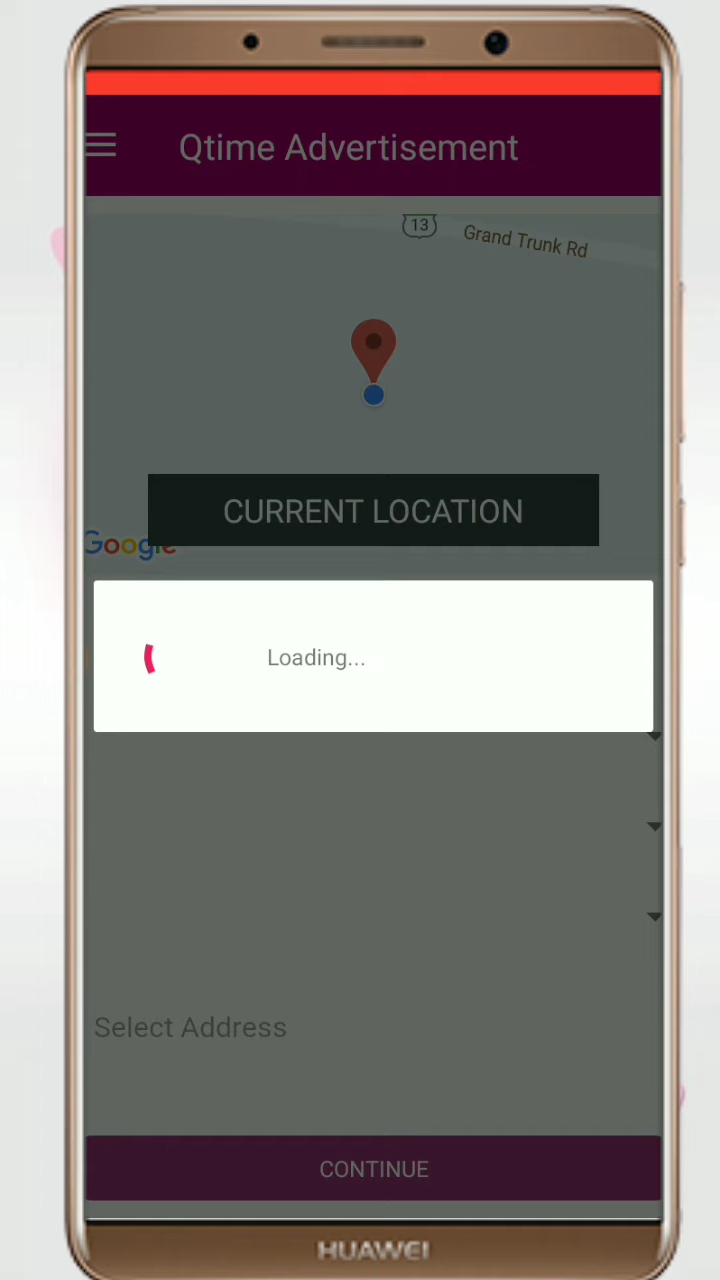 Qtime Advertisement
13
Grand Trunk Rd
CURRENT LOCATION
Google
Loading...
Select Address
CONTINUE
HUAWEI